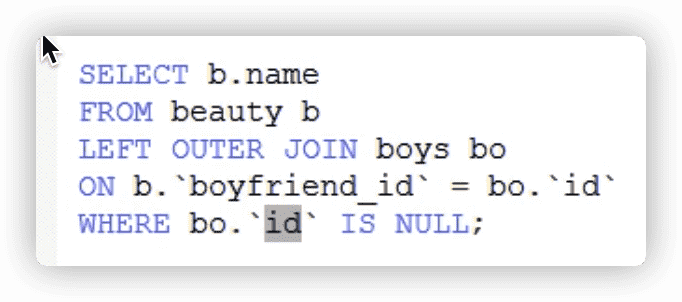 SELECT b.name
FROM beauty b
LEFT OUTER JOIN boys bo
ON b.`boyfriend_id` = bo.`id`
WHERE bo.`id` IS NULL;